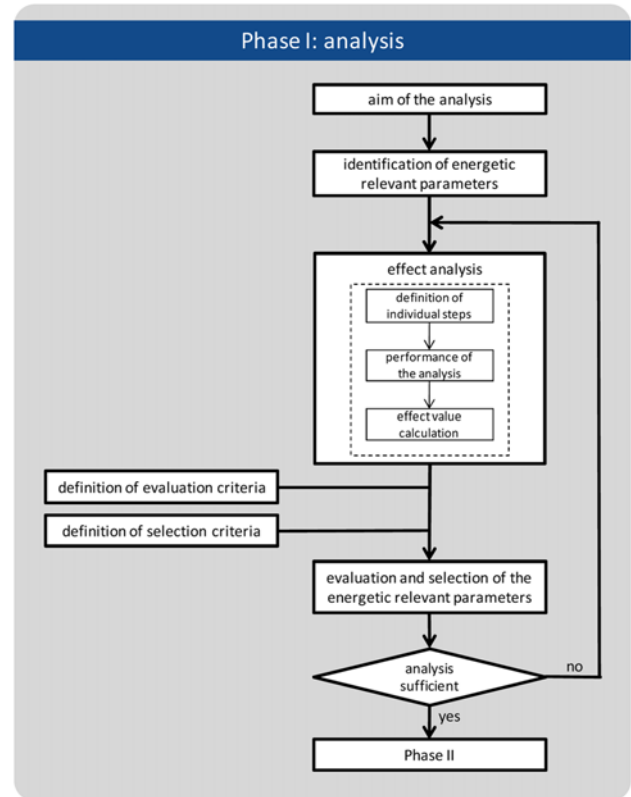 Phase I: analysis
aim of the analysis
identification of energetic
relevant parameters
effect analysis
definition of
individual steps
performance of
the analysis
effect value
calculation
definition of evaluation criteria
definition of selection criteria
evaluation and selection of the
energetic relevant parameters
analysis
sufficient
no
yes
Phase II